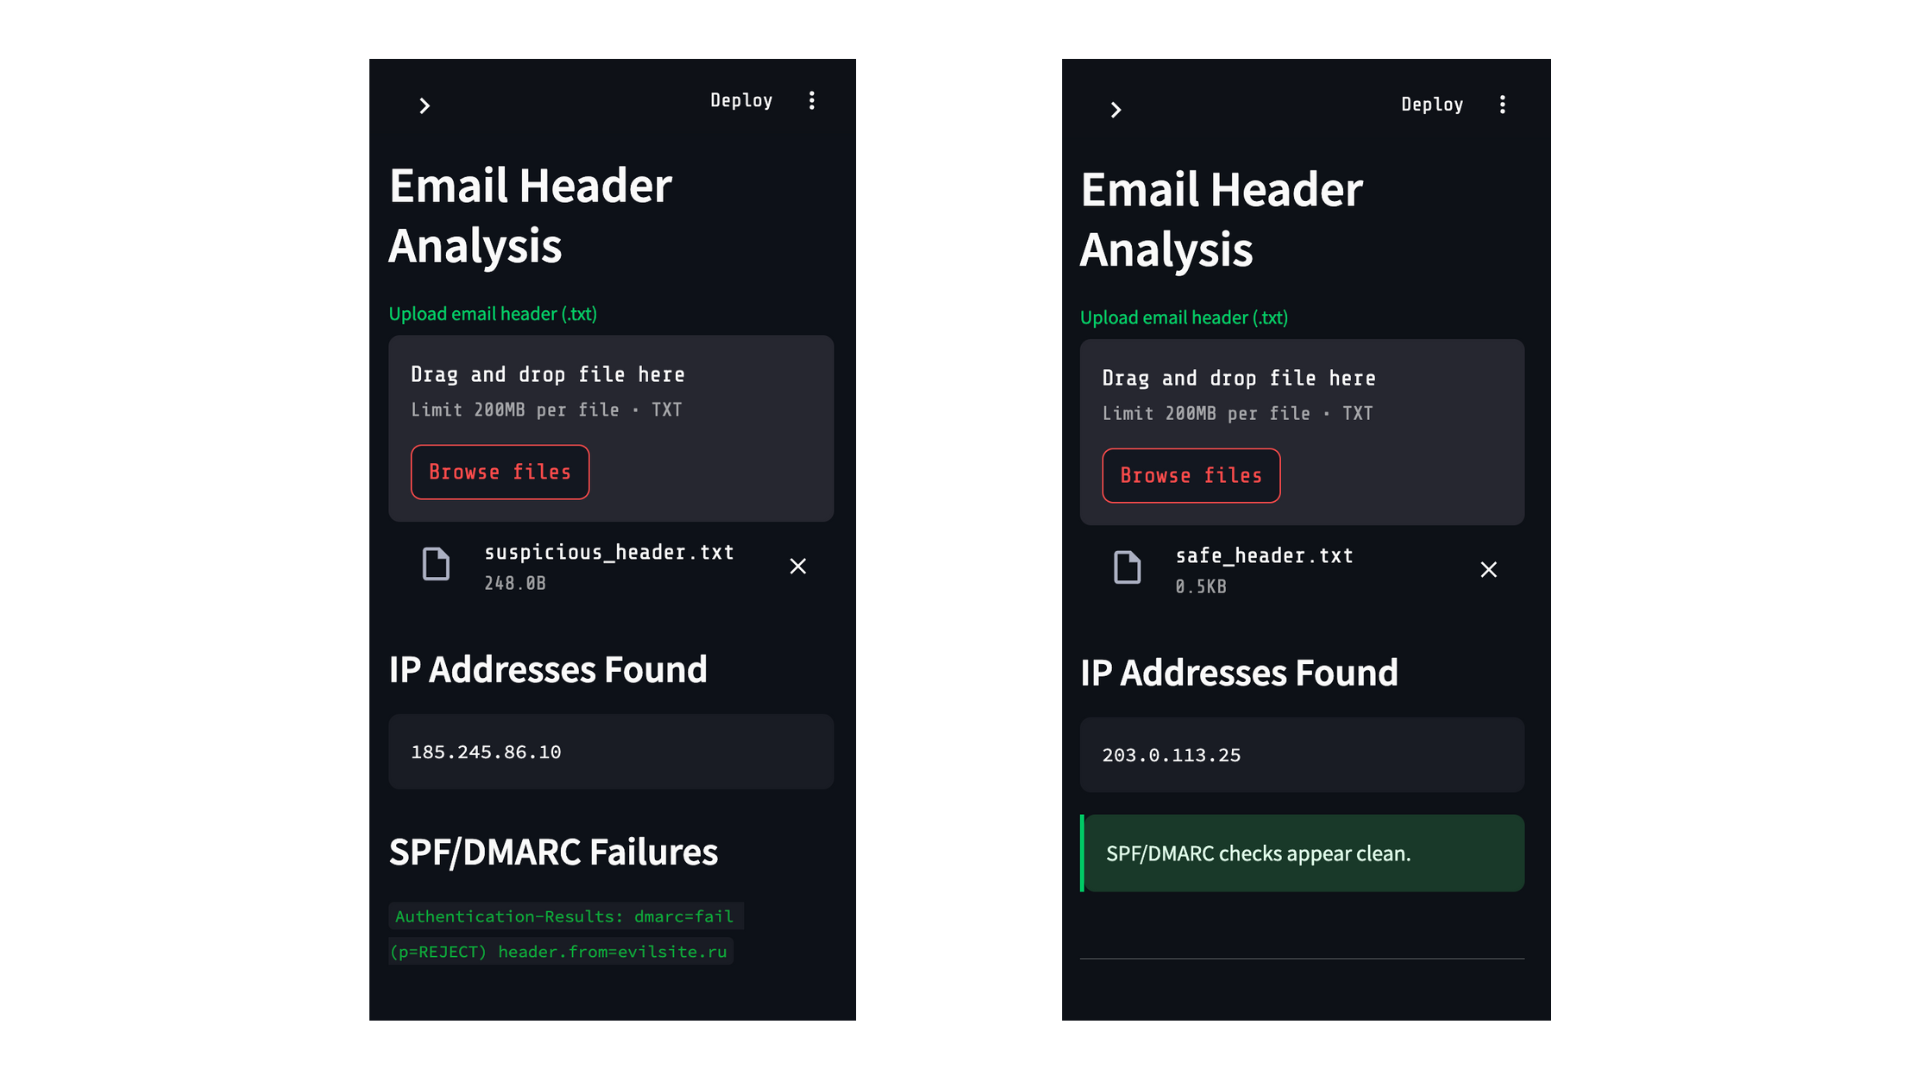 Deploy
Email Header
Analysis
Upload email header (.txt)
Drag and drop file here
Limit 200MB per file · TXT
Browse files
suspicious_header.txt
248.0B
IP Addresses Found
185.245.86.10
SPF/DMARC Failures
Authentication-Results: dmarc=fail
(p=REJECT) header.from=evilsite.ru
Deploy
Email Header
Analysis
Upload email header (.txt)
Drag and drop file here
Limit 200MB per file · TXT
Browse files
safe_header.txt
0.5KB
IP Addresses Found
203.0.113.25
SPF/DMARC checks appear clean.